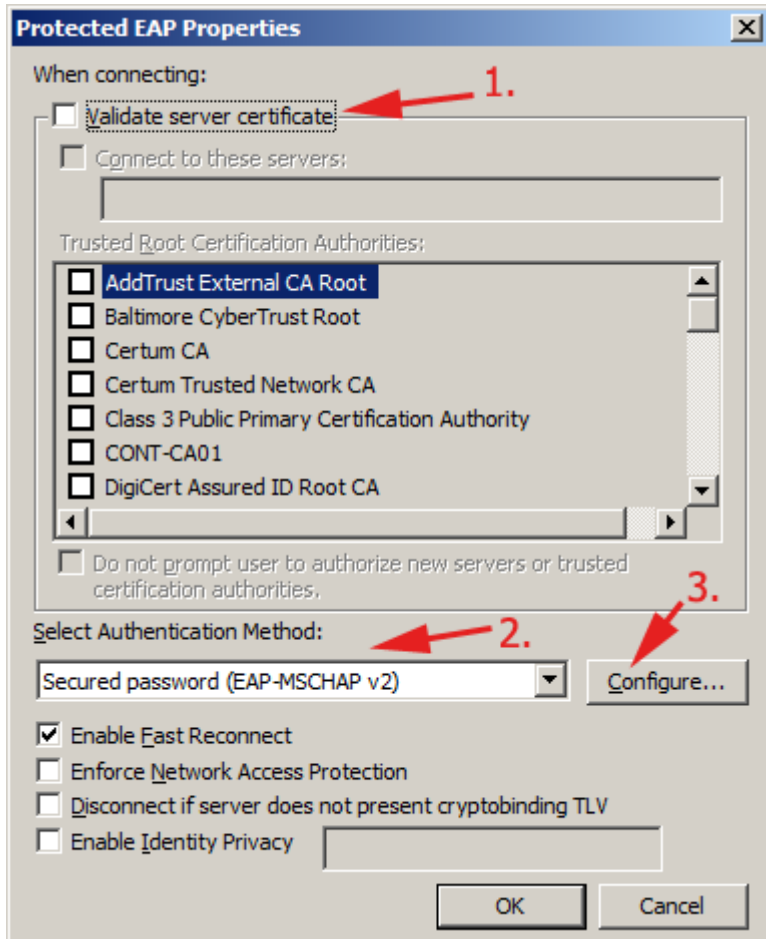 Protected EAP Properties
When connecting:
1.
Validate server certificate
Connect to these servers:
Trusted Root Certification Authorities:
AddTrust External CA Root
Baltimore CyberTrust Root
Certum CA
Certum Trusted Network CA
Class 3 Public Primary Certification Authority
CONT-CA01
DigiCert Assured ID Root CA
Do not prompt user to authorize new servers or trusted
certification authorities.
3.
Select Authentication Method:
2.
Secured password (EAP-MSCHAP v2)
Configure...
Enable Fast Reconnect
Enforce Network Access Protection
Disconnect if server does not present cryptobinding TLV
Enable Identity Privacy
OK
Cancel